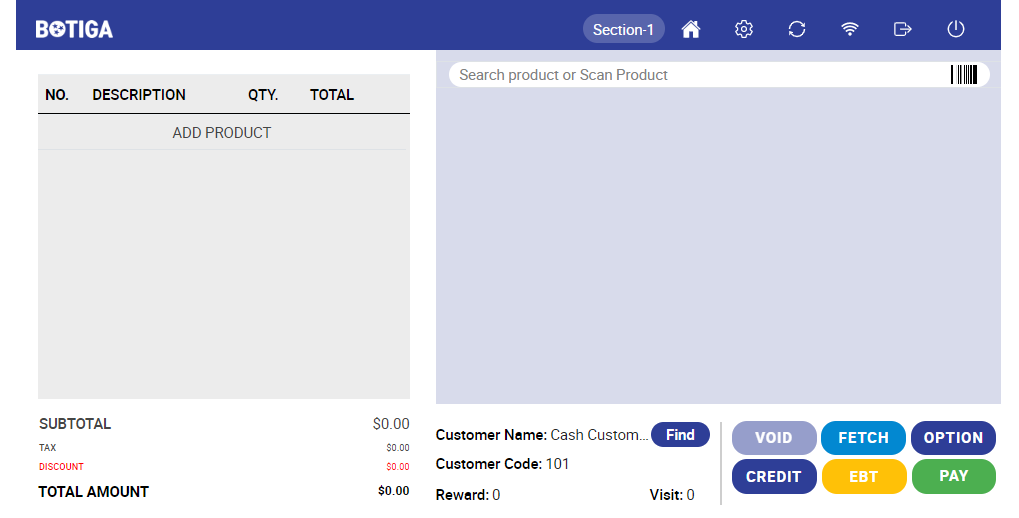 BOTIGA
Section-1
NO. DESCRIPTION QTY. TOTAL
ADD PRODUCT
SUBTOTAL $0.00
TAX $0.00
DISCOUNT $0.00
TOTAL AMOUNT $0.00
Search product or Scan Product
Customer Name: Cash Custom... Find
Customer Code: 101
Reward: 0 Visit: 0
VOID FETCH OPTION
CREDIT EBT PAY